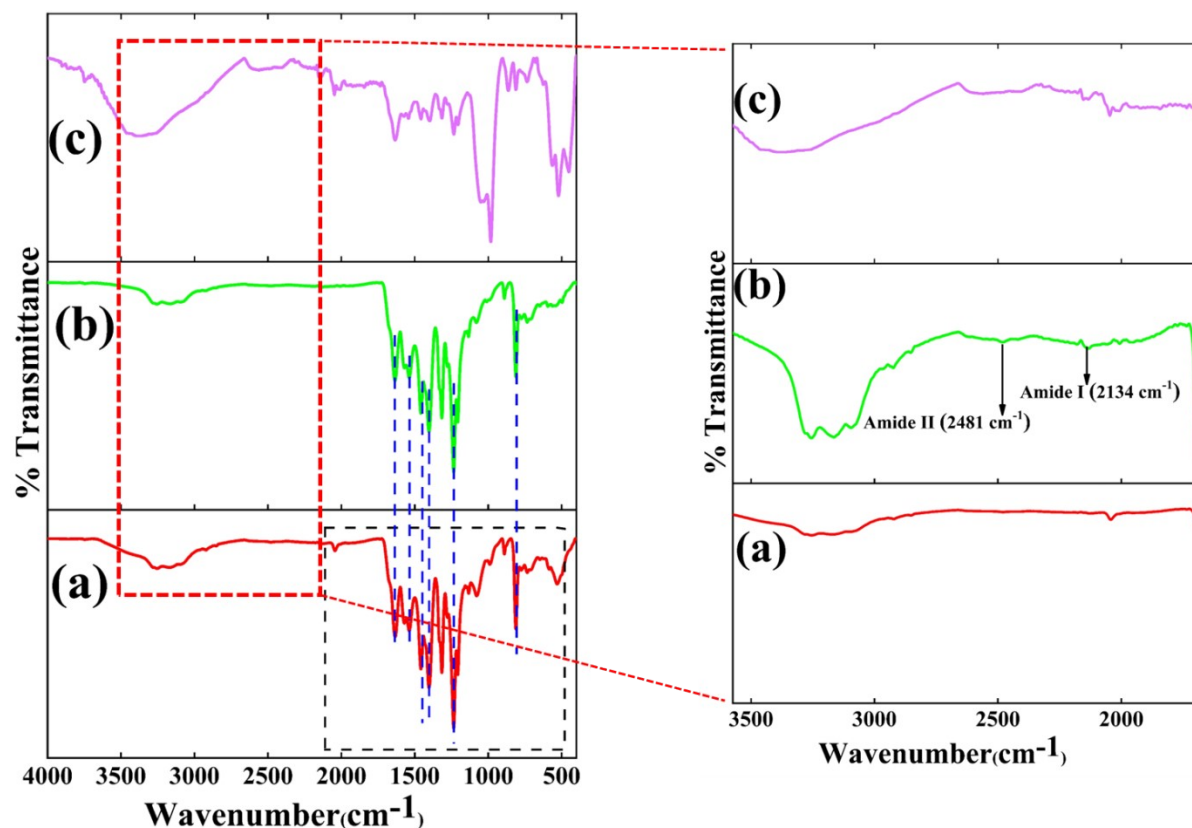 (c)
(b)
(a)
% Transmittance
4000 3500 3000 2500 2000 1500 1000 500
Wavenumber(cm-1)
(c)
(b)
(a)
% Transmittance
Amide I (2134 cm-1)
Amide II (2481 cm-1)
3500 3000 2500 2000
Wavenumber(cm-1)